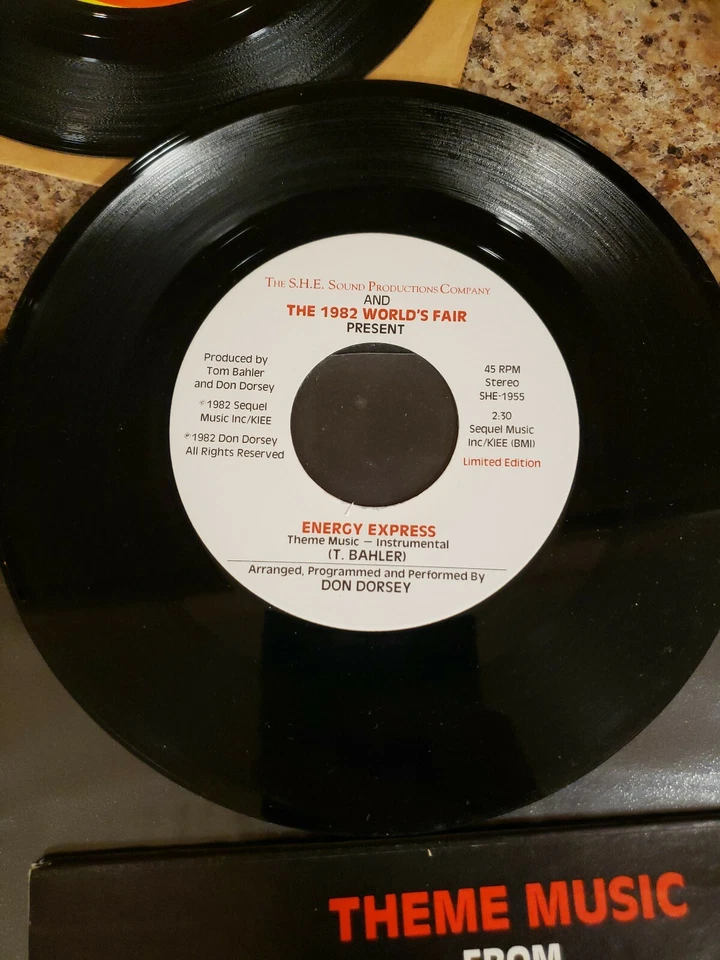 THE S.H.E. SOUND PRODUCTIONS COMPANY
AND
THE 1982 WORLD'S FAIR
PRESENT
Produced by
Tom Bahler
and Don Dorsey
©1982 Sequel
Music Inc/KIEE
℗1982 Don Dorsey
All Rights Reserved
45 RPM
Stereo
SHE-1955
2:30
Sequel Music
Inc/KIEE (BMI)
Limited Edition
ENERGY EXPRESS
Theme Music – Instrumental
(T. BAHLER)
Arranged, Programmed and Performed By
DON DORSEY
THEME MUSIC
FROM